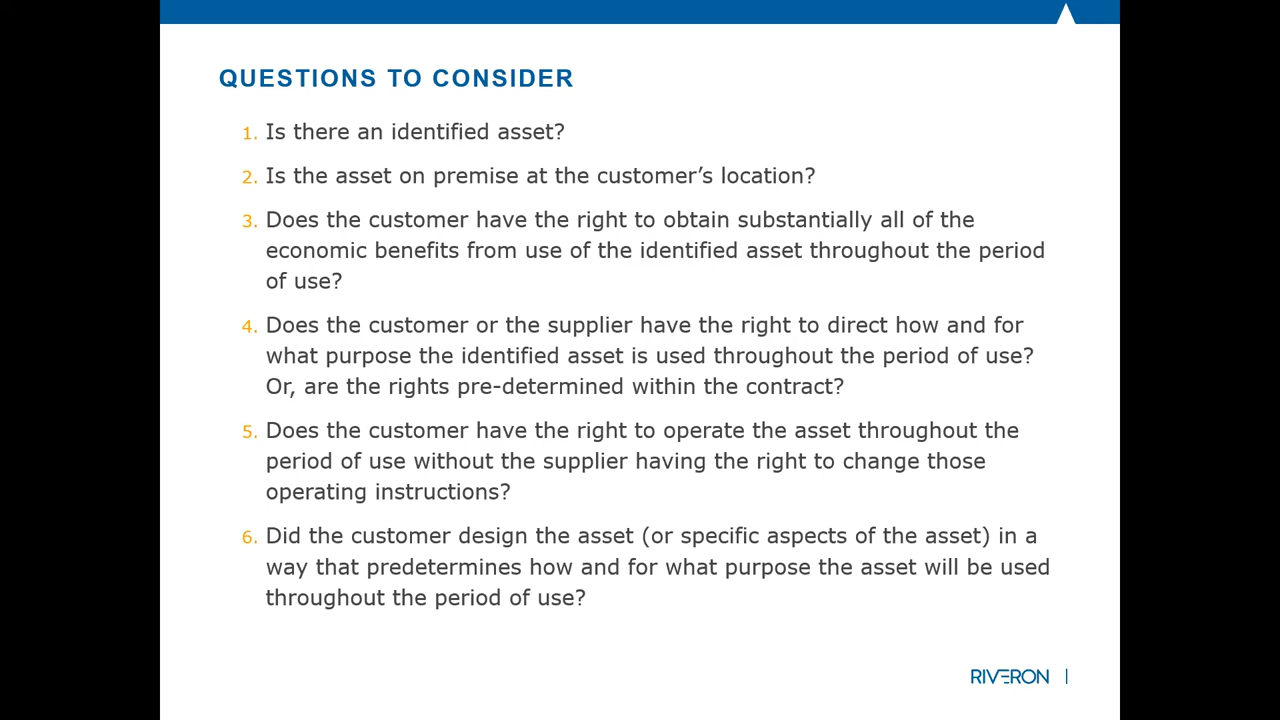 QUESTIONS TO CONSIDER
1. Is there an identified asset?
2. Is the asset on premise at the customer’s location?
3. Does the customer have the right to obtain substantially all of the
economic benefits from use of the identified asset throughout the period
of use?
4. Does the customer or the supplier have the right to direct how and for
what purpose the identified asset is used throughout the period of use?
Or, are the rights pre-determined within the contract?
5. Does the customer have the right to operate the asset throughout the
period of use without the supplier having the right to change those
operating instructions?
6. Did the customer design the asset (or specific aspects of the asset) in a
way that predetermines how and for what purpose the asset will be used
throughout the period of use?
RIVERON |